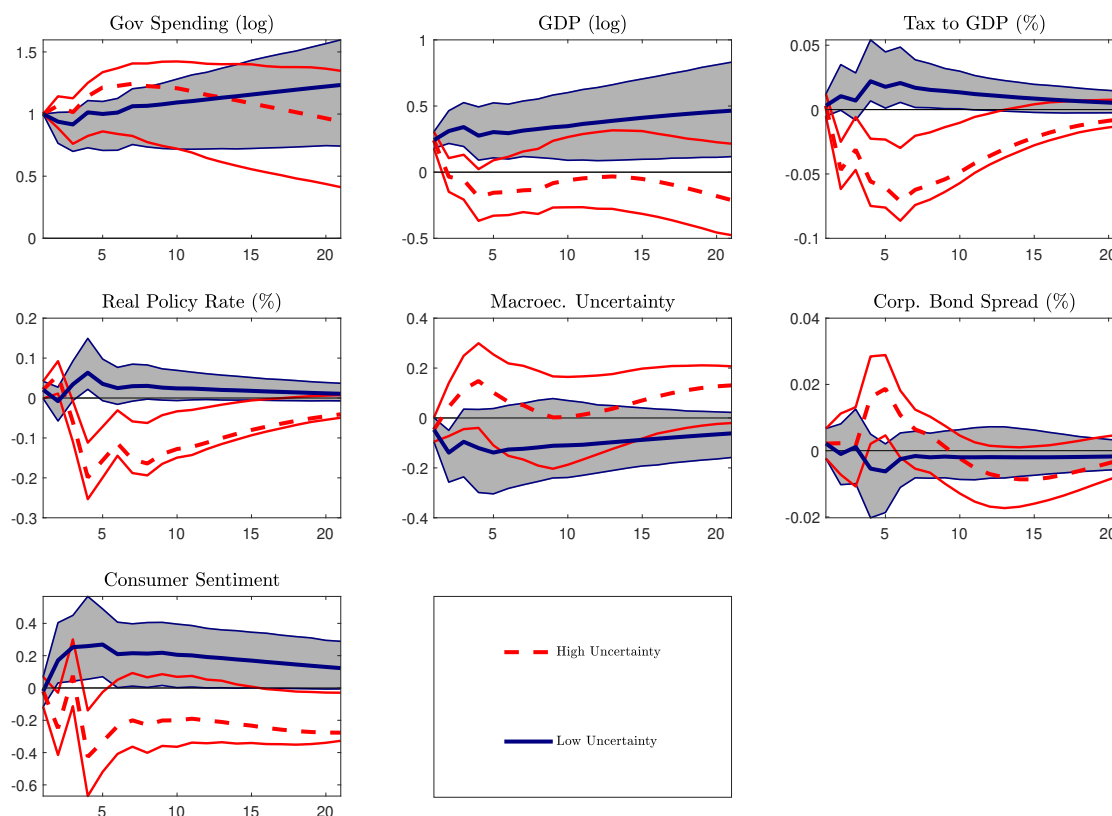 Gov Spending (log)
1.5
1
0.5
0
5 10 15 20
GDP (log)
1
0.5
0
-0.5
5 10 15 20
Tax to GDP (%)
0.05
0
-0.05
-0.1
5 10 15 20
Real Policy Rate (%)
0.2
0.1
0
-0.1
-0.2
-0.3
5 10 15 20
Macroec. Uncertainty
0.4
0.2
0
-0.2
-0.4
5 10 15 20
Corp. Bond Spread (%)
0.04
0.02
0
-0.02
5 10 15 20
Consumer Sentiment
0.4
0.2
0
-0.2
-0.4
-0.6
5 10 15 20
High Uncertainty
Low Uncertainty